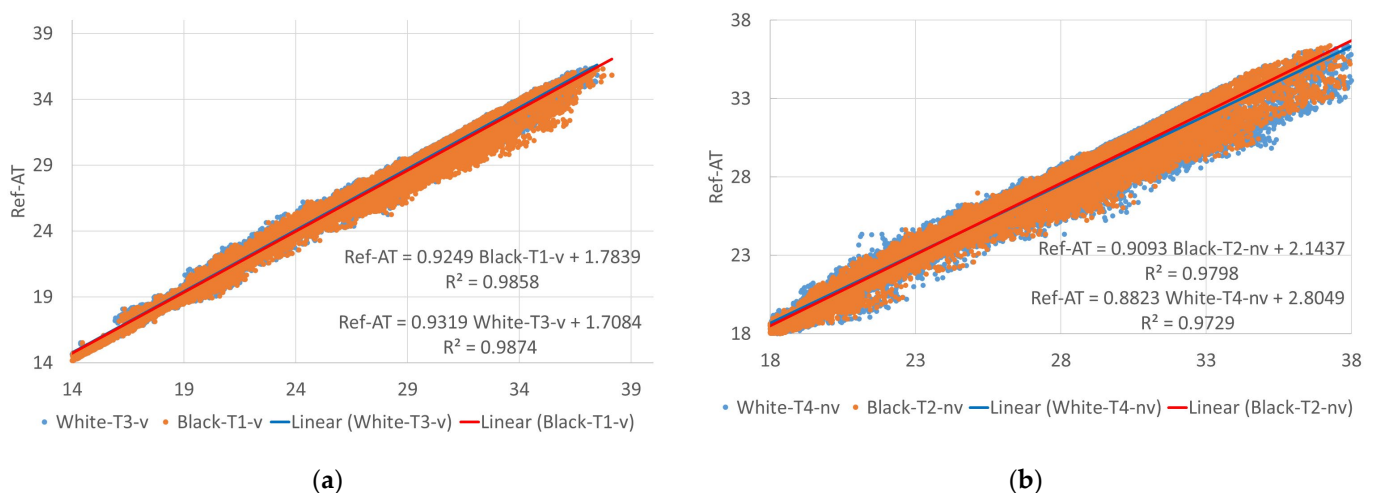 39
34
29
24
19
14
Ref-AT
Ref-AT = 0.9249 Black-T1-v + 1.7839
R² = 0.9858
Ref-AT = 0.9319 White-T3-v + 1.7084
R² = 0.9874
14 19 24 29 34 39
White-T3-v Black-T1-v Linear (White-T3-v) Linear (Black-T1-v)
(a)
38
33
28
23
18
Ref-AT
Ref-AT = 0.9093 Black-T2-nv + 2.1437
R² = 0.9798
Ref-AT = 0.8823 White-T4-nv + 2.8049
R² = 0.9729
18 23 28 33 38
White-T4-nv Black-T2-nv Linear (White-T4-nv) Linear (Black-T2-nv)
(b)